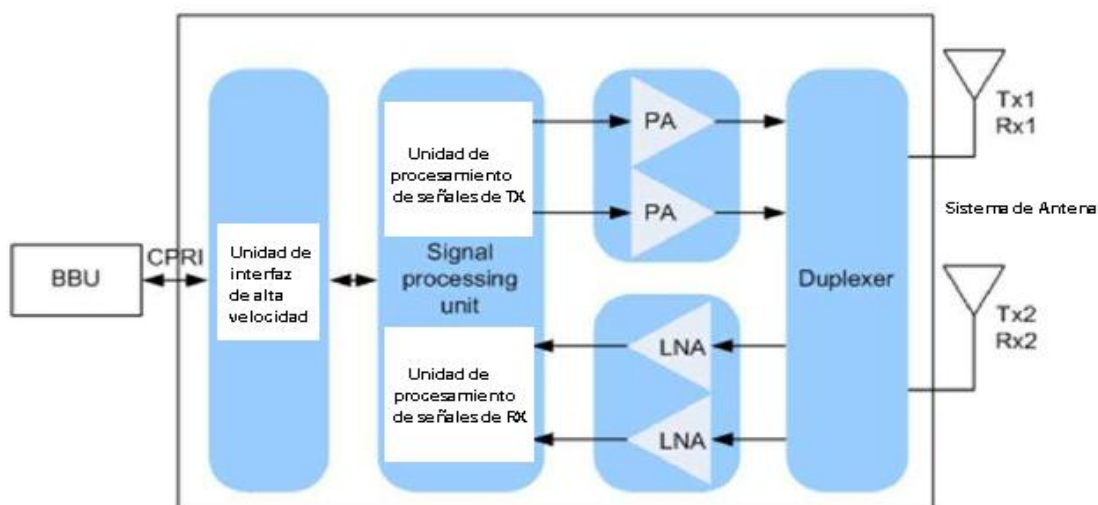 BBU
CPRI
Unidad de
interfaz
de alta
velocidad
Unidad de
procesamiento
de señales de TX
Signal
processing
unit
Unidad de
procesamiento
de señales de RX
PA
PA
LNA
LNA
Duplexer
Tx1
Rx1
Sistema de Antena
Tx2
Rx2